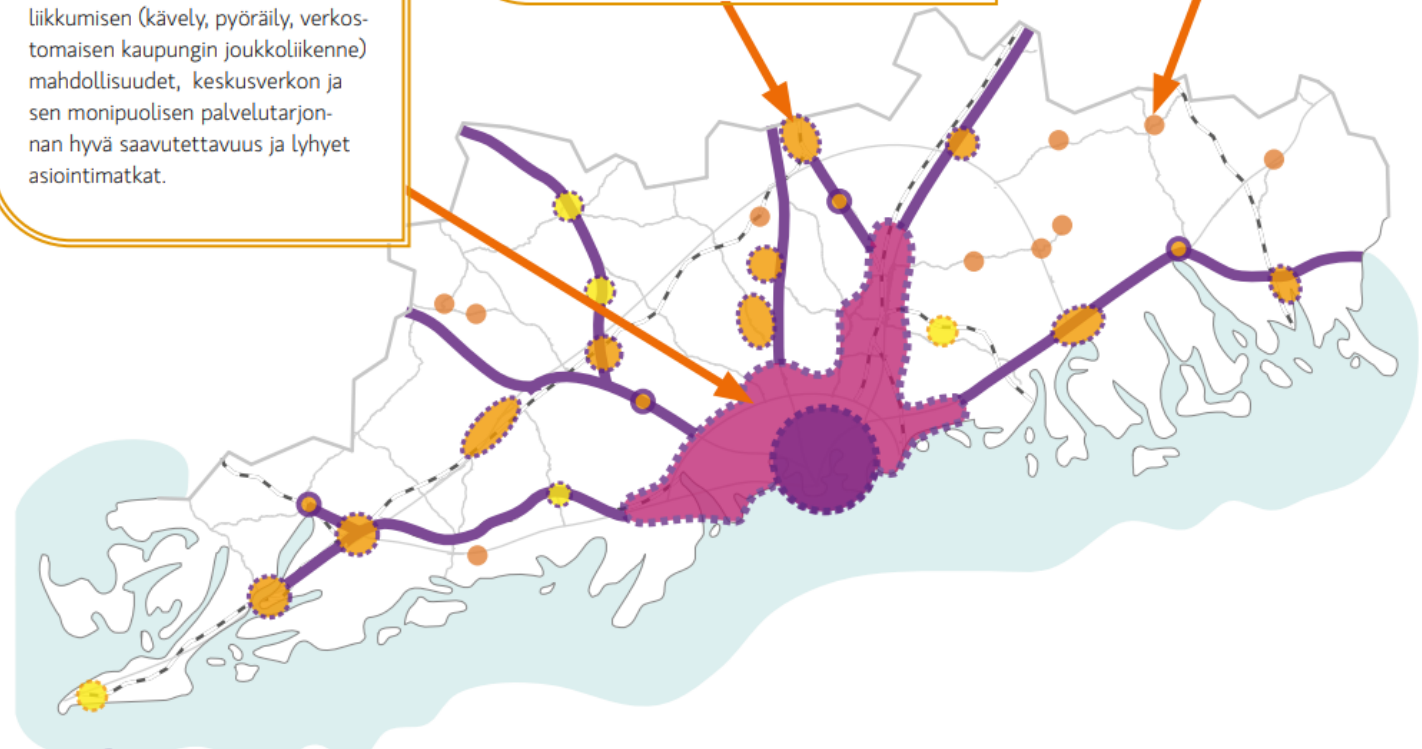 liikkumisen (kävely, pyöräily, verkos-
tomaisen kaupungin joukkoliikenne)
mahdollisuudet, keskusverkon ja
sen monipuolisen palvelutarjon-
nan hyvä saavutettavuus ja lyhyet
asiointimatkat.